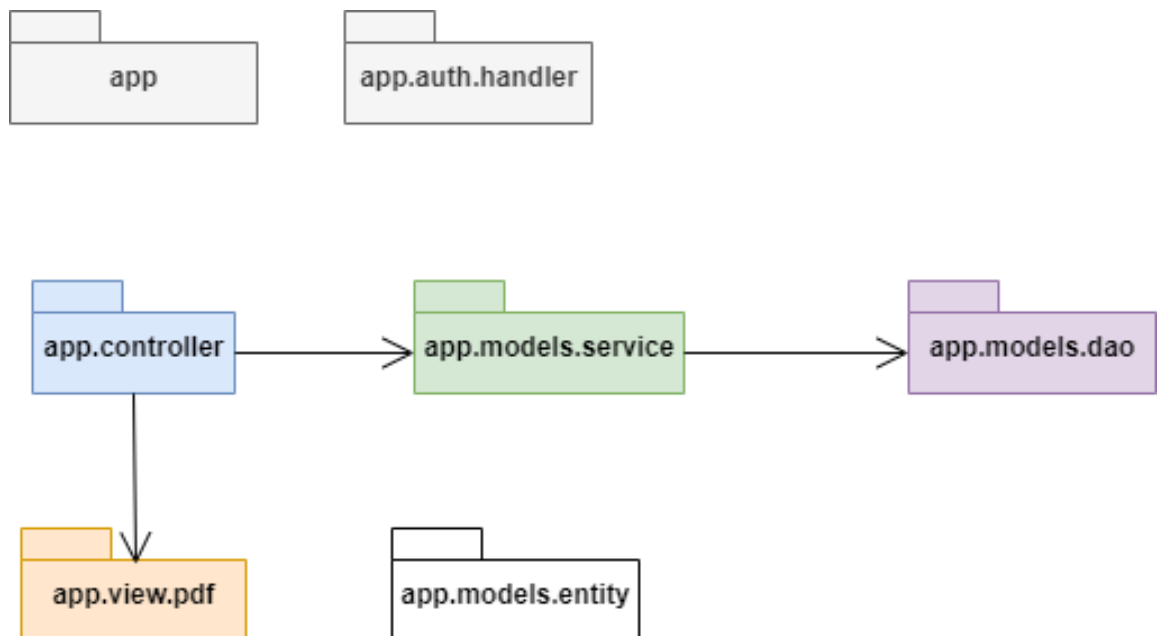 app
app.auth.handler
app.controller
app.models.service
app.models.dao
app.view.pdf
app.models.entity